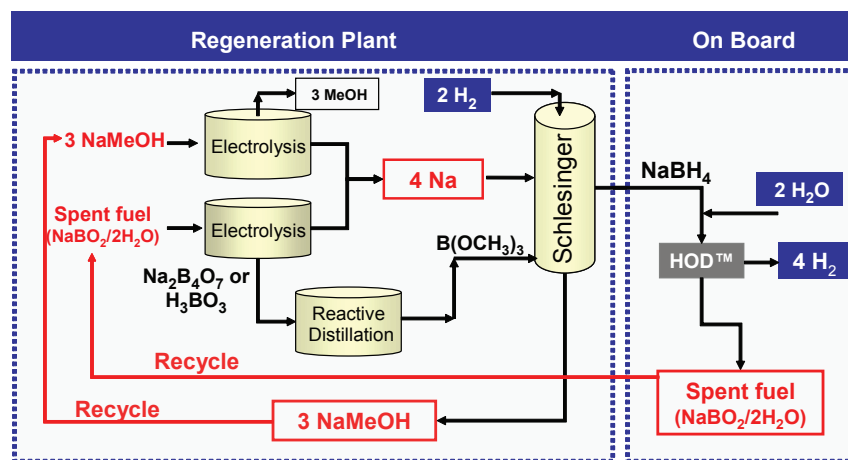 Regeneration Plant
On Board
3 MeOH
2 H₂
3 NaMeOH
Electrolysis
4 Na
Schlesinger
NaBH₄
2 H₂O
Spent fuel
(NaBO₂/2H₂O)
Electrolysis
B(OCH₃)₃
HOD™
4 H₂
Na₂B₄O₇ or
H₃BO₃
Reactive
Distillation
Recycle
Spent fuel
(NaBO₂/2H₂O)
Recycle
3 NaMeOH